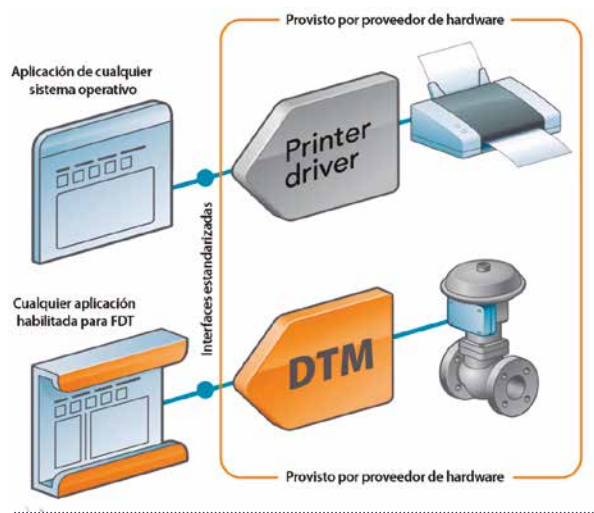 Provisto por proveedor de hardware
Aplicación de cualquier
sistema operativo
Printer
driver
Interfaces estandarizadas
Cualquier aplicación
habilitada para FDT
DTM
Provisto por proveedor de hardware